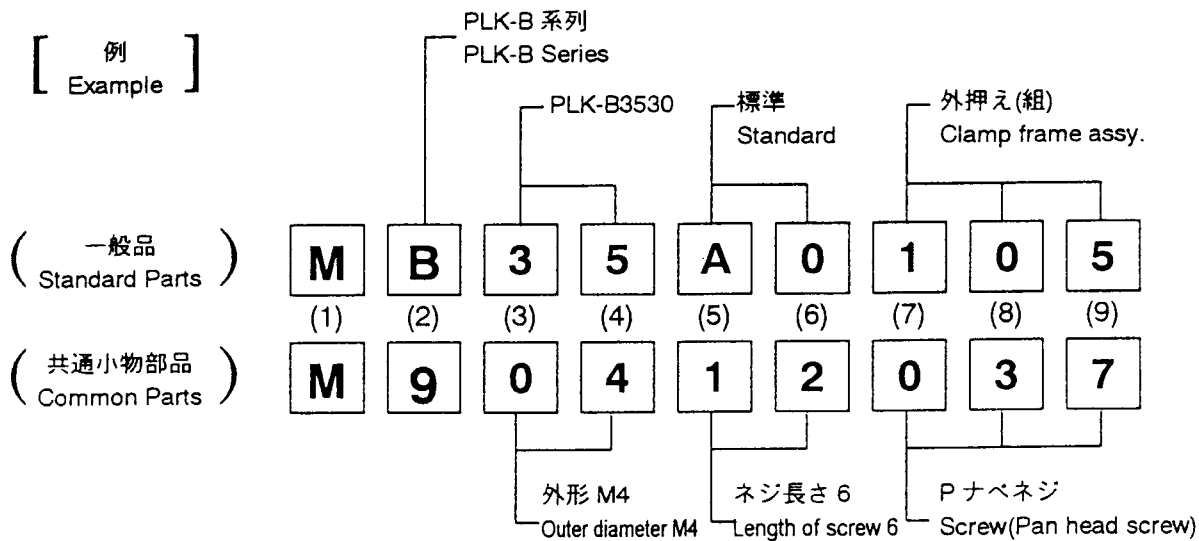 PLK-B 系列
PLK-B Series
[ 例 ]
Example
PLK-B3530
標準
Standard
外押え(組)
Clamp frame assy.
( 一般品 )
Standard Parts
M B 3 5 A 0 1 0 5
(1) (2) (3) (4) (5) (6) (7) (8) (9)
( 共通小物部品 )
Common Parts
M 9 0 4 1 2 0 3 7
外形 M4
Outer diameter M4
ネジ長さ 6
Length of screw 6
P ナベネジ
Screw(Pan head screw)